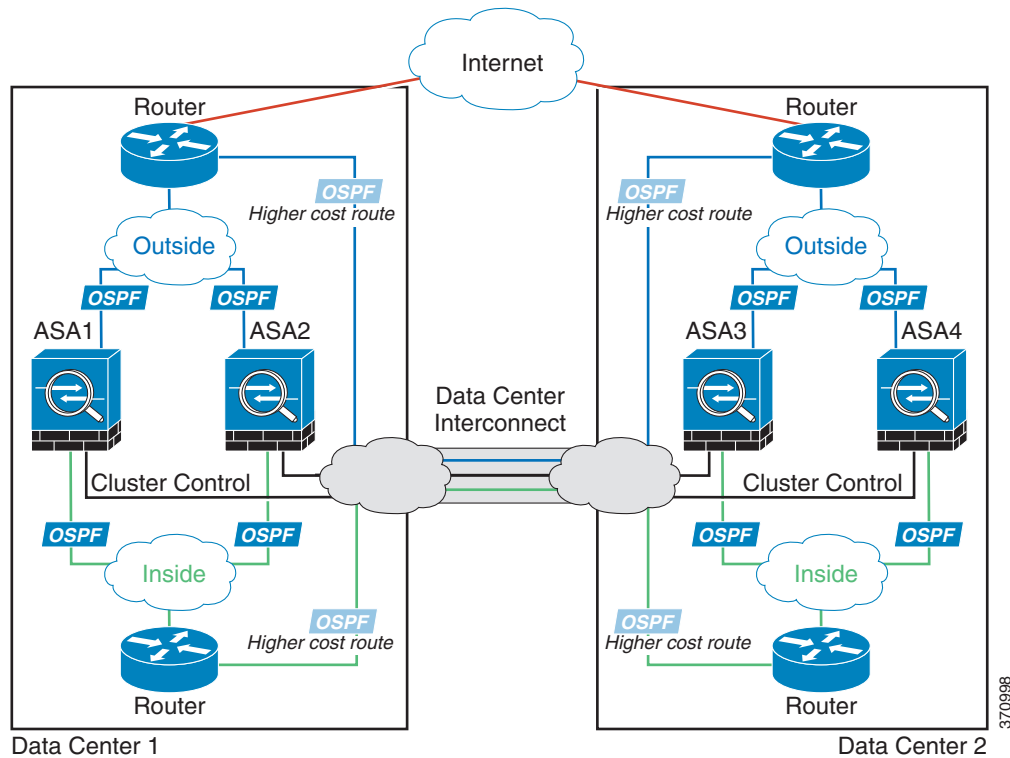 Internet
Router
Router
OSPF
Higher cost route
OSPF
Higher cost route
Outside
Outside
OSPF
OSPF
OSPF
OSPF
ASA1
ASA2
ASA3
ASA4
Data Center
Interconnect
Cluster Control
Cluster Control
OSPF
OSPF
OSPF
OSPF
Inside
Inside
OSPF
Higher cost route
OSPF
Higher cost route
Router
Router
370998
Data Center 1
Data Center 2